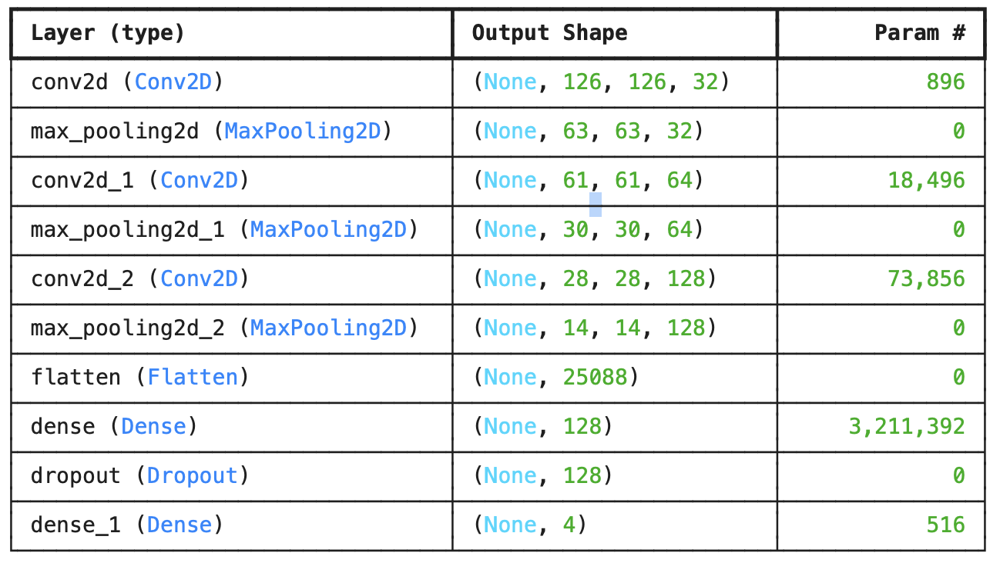 Layer (type) Output Shape Param #
conv2d (Conv2D) (None, 126, 126, 32) 896
max_pooling2d (MaxPooling2D) (None, 63, 63, 32) 0
conv2d_1 (Conv2D) (None, 61, 61, 64) 18,496
max_pooling2d_1 (MaxPooling2D) (None, 30, 30, 64) 0
conv2d_2 (Conv2D) (None, 28, 28, 128) 73,856
max_pooling2d_2 (MaxPooling2D) (None, 14, 14, 128) 0
flatten (Flatten) (None, 25088) 0
dense (Dense) (None, 128) 3,211,392
dropout (Dropout) (None, 128) 0
dense_1 (Dense) (None, 4) 516